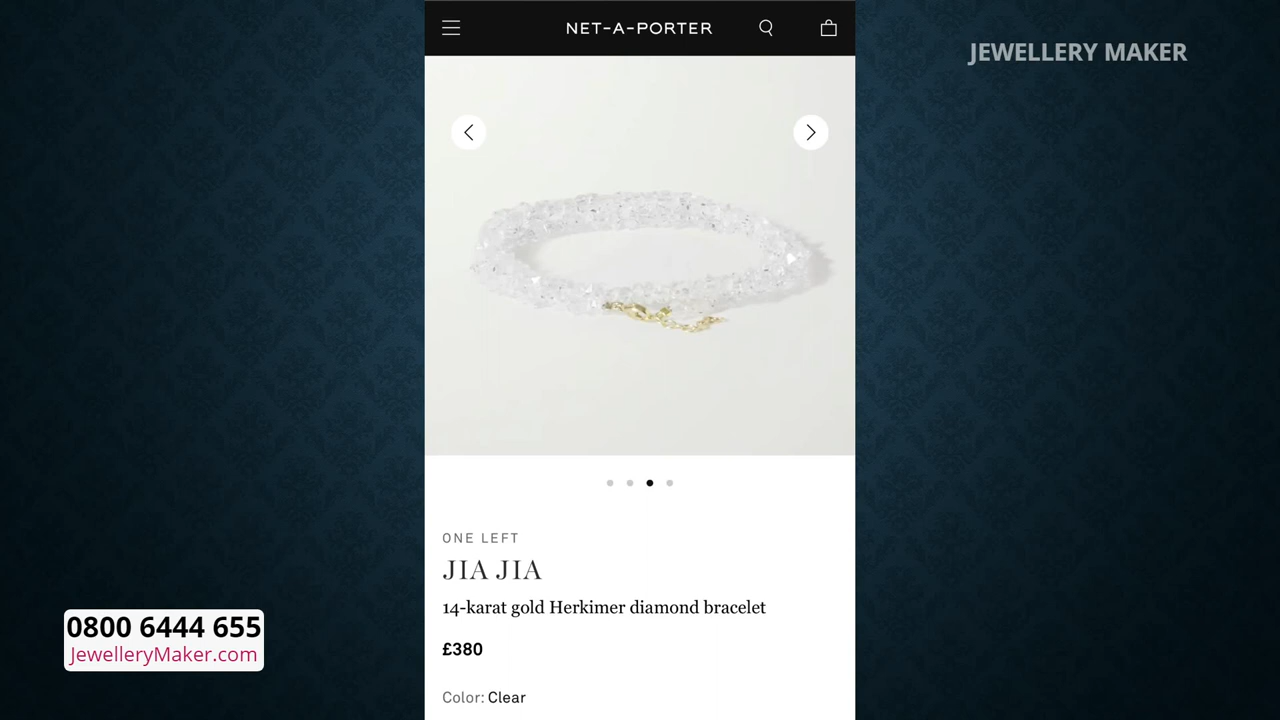 NET-A-PORTER
JEWELLERY MAKER
ONE LEFT
JIA JIA
14-karat gold Herkimer diamond bracelet
£380
Color: Clear
0800 6444 655
JewelleryMaker.com